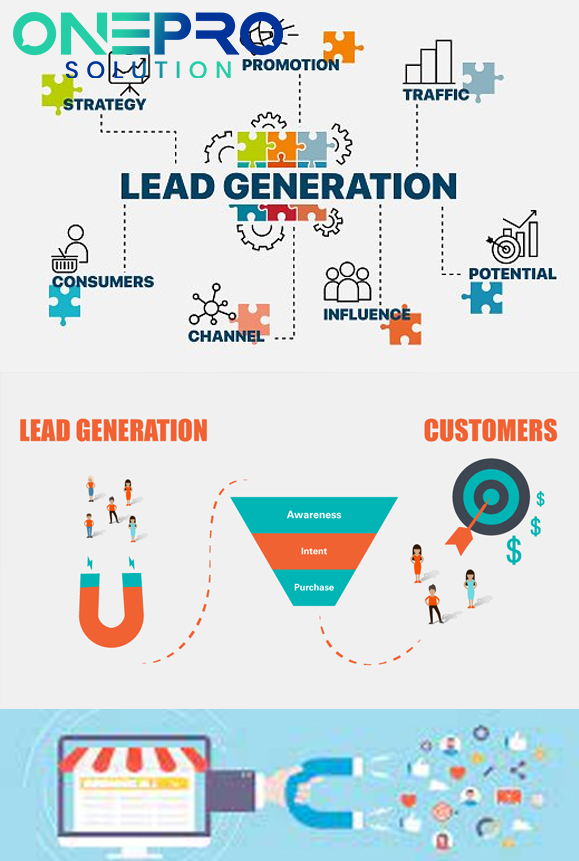 ONEPRO
SOLUTION
PROMOTION
STRATEGY
TRAFFIC
LEAD GENERATION
CONSUMERS
POTENTIAL
CHANNEL
INFLUENCE
LEAD GENERATION
CUSTOMERS
Awareness
Intent
Purchase
$
$
$